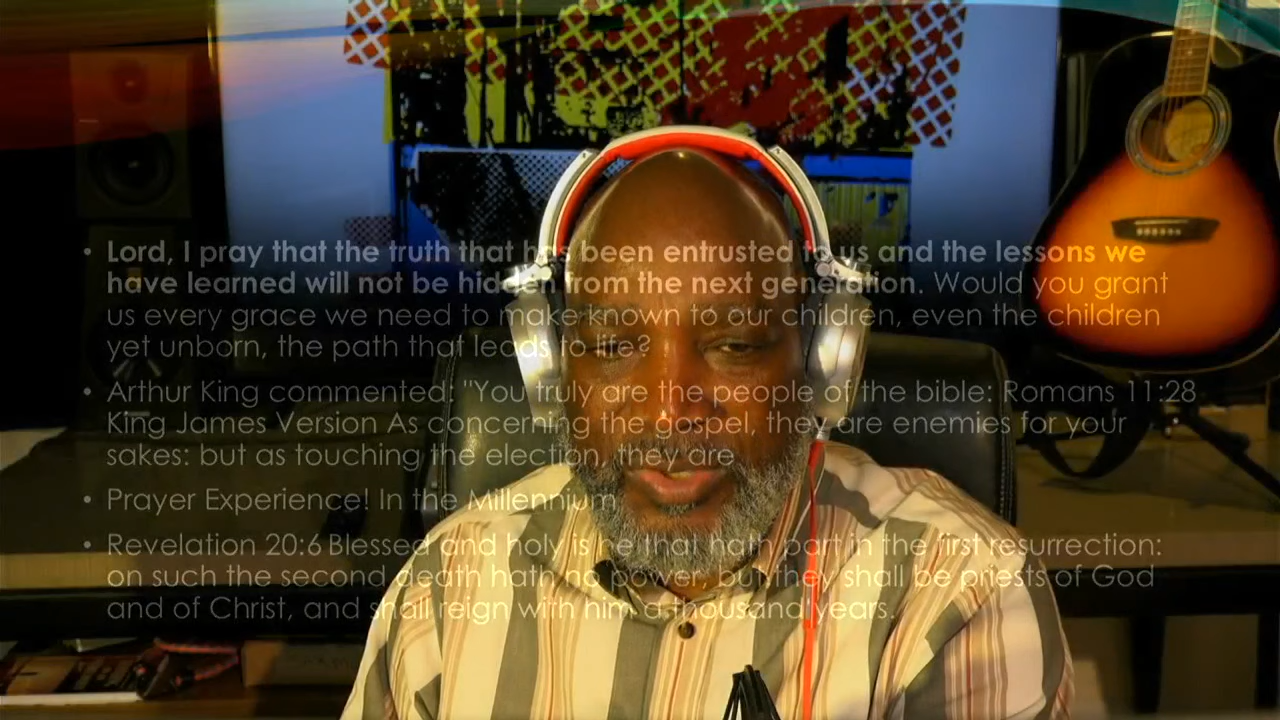 • Lord, I pray that the truth that has been entrusted to us and the lessons we
have learned will not be hidden from the next generation. Would you grant
us every grace we need to make known to our children, even the children
yet unborn, the path that leads to me?
• Arthur King commented: "You truly are the people of the bible: Romans 11:28
King James Version As concerning the gospel, they are enemies for your
sakes: but as touching the election, they are
• Prayer Experience! In the Millennium
• Revelation 20:6 Blessed and holy is he that hath part in the first resurrection:
on such the second death hath no power, but they shall be priests of God
and of Christ, and shall reign with him a thousand years.